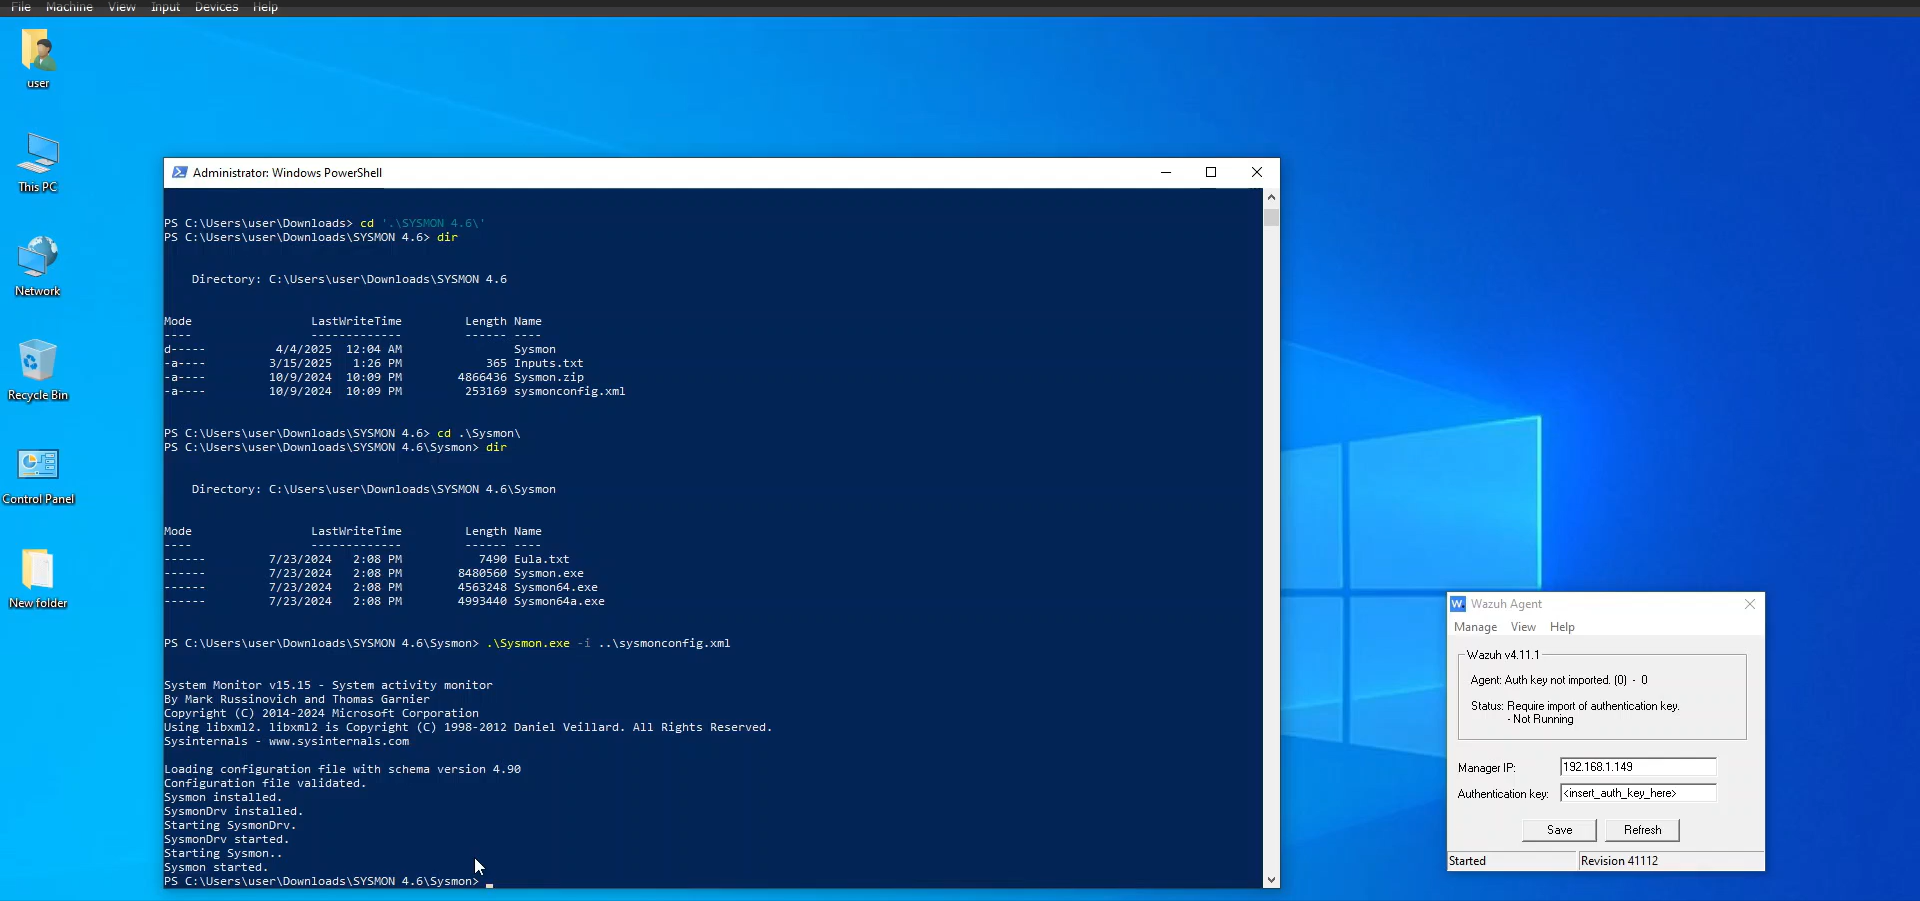 File Machine View Input Devices Help
user
This PC
Network
Recycle Bin
Control Panel
New folder
Administrator: Windows PowerShell
PS C:\Users\user\Downloads> cd '.\SYSMON 4.6\'
PS C:\Users\user\Downloads\SYSMON 4.6> dir
Directory: C:\Users\user\Downloads\SYSMON 4.6
Mode LastWriteTime Length Name
---- ------------- ------ ----
d----- 4/4/2025 12:04 AM Sysmon
-a---- 3/15/2025 1:26 PM 365 Inputs.txt
-a---- 10/9/2024 10:09 PM 4866436 Sysmon.zip
-a---- 10/9/2024 10:09 PM 253169 sysmonconfig.xml
PS C:\Users\user\Downloads\SYSMON 4.6> cd .\Sysmon\
PS C:\Users\user\Downloads\SYSMON 4.6\Sysmon> dir
Directory: C:\Users\user\Downloads\SYSMON 4.6\Sysmon
Mode LastWriteTime Length Name
---- ------------- ------ ----
------ 7/23/2024 2:08 PM 7490 Eula.txt
------ 7/23/2024 2:08 PM 8480560 Sysmon.exe
------ 7/23/2024 2:08 PM 4563248 Sysmon64.exe
------ 7/23/2024 2:08 PM 4993440 Sysmon64a.exe
PS C:\Users\user\Downloads\SYSMON 4.6\Sysmon> .\Sysmon.exe -i ..\sysmonconfig.xml
System Monitor v15.15 - System activity monitor
By Mark Russinovich and Thomas Garnier
Copyright (C) 2014-2024 Microsoft Corporation
Using libxml2. libxml2 is Copyright (C) 1998-2012 Daniel Veillard. All Rights Reserved.
Sysinternals - www.sysinternals.com
Loading configuration file with schema version 4.90
Configuration file validated.
Sysmon installed.
SysmonDrv installed.
Starting SysmonDrv.
SysmonDrv started.
Starting Sysmon..
Sysmon started.
PS C:\Users\user\Downloads\SYSMON 4.6\Sysmon>
W. Wazuh Agent
Manage View Help
Wazuh v4.11.1
Agent: Auth key not imported. (0) - 0
Status: Require import of authentication key.
- Not Running
Manager IP: 192.168.1.149
Authentication key: <insert_auth_key_here>
Save Refresh
Started Revision 41112